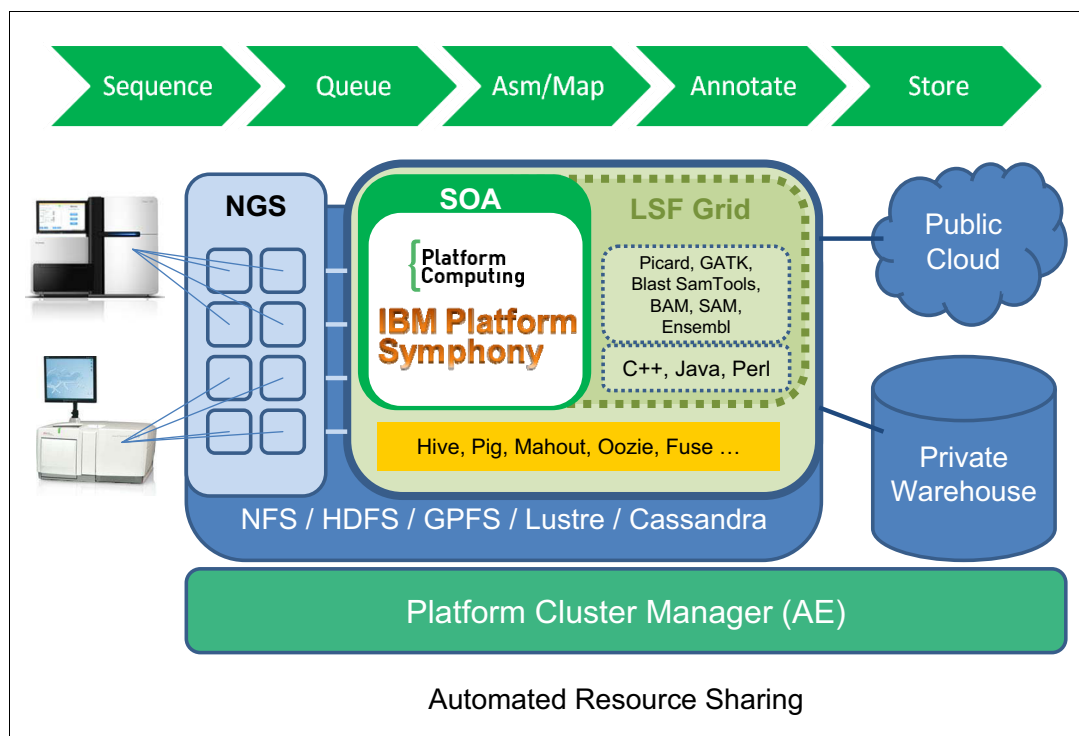 Sequence
Queue
Asm/Map
Annotate
Store
NGS
SOA
Platform
Computing
IBM Platform
Symphony
LSF Grid
Picard, GATK,
Blast SamTools,
BAM, SAM,
Ensembl
C++, Java, Perl
Hive, Pig, Mahout, Oozie, Fuse …
NFS / HDFS / GPFS / Lustre / Cassandra
Public
Cloud
Private
Warehouse
Platform Cluster Manager (AE)
Automated Resource Sharing